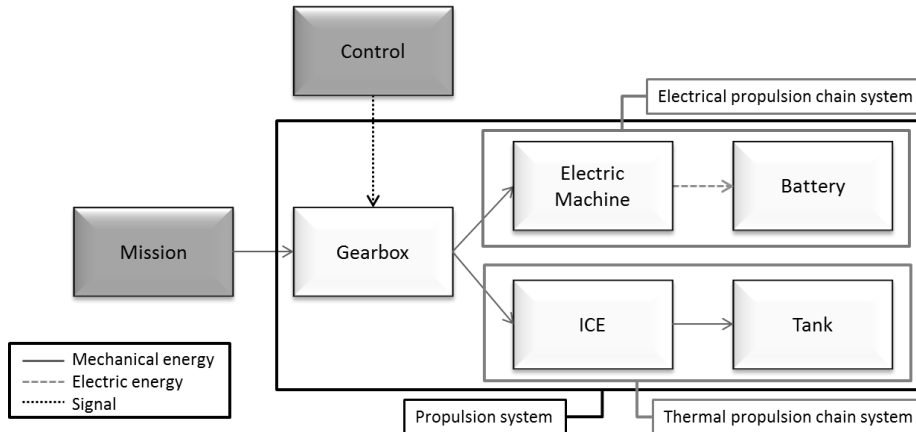 Control
Electrical propulsion chain system
Electric
Machine
Battery
Mission
Gearbox
ICE
Tank
Mechanical energy
Electric energy
Signal
Propulsion system
Thermal propulsion chain system